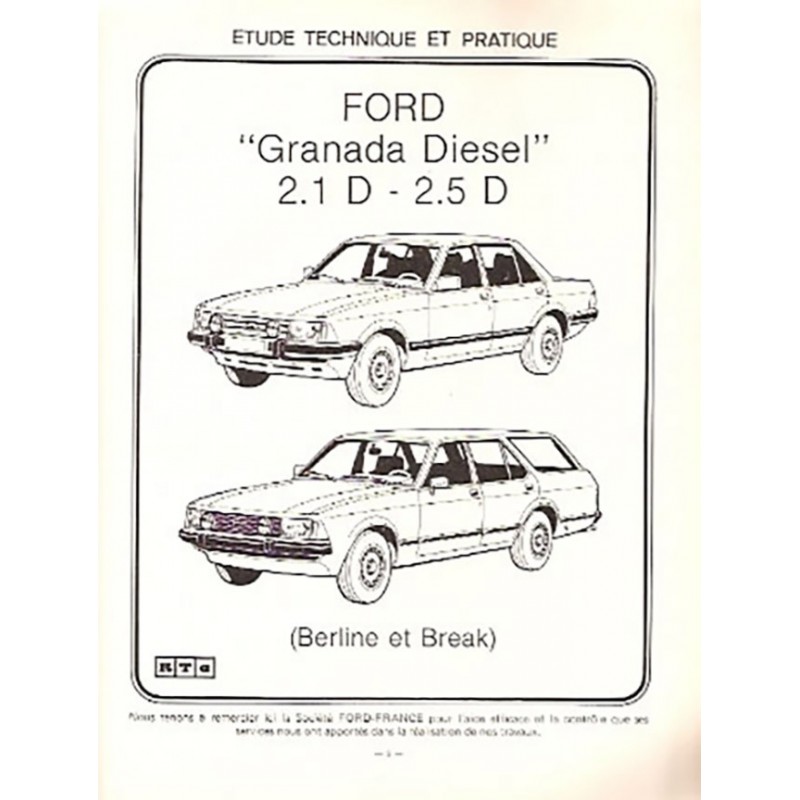 ETUDE TECHNIQUE ET PRATIQUE
FORD
“Granada Diesel”
2.1 D - 2.5 D
(Berline et Break)
R T G
Nous tenons à remercier ici la Société FORD-FRANCE pour l'aide efficace et le contrôle que ses
services nous ont apportés dans la réalisation de nos travaux.